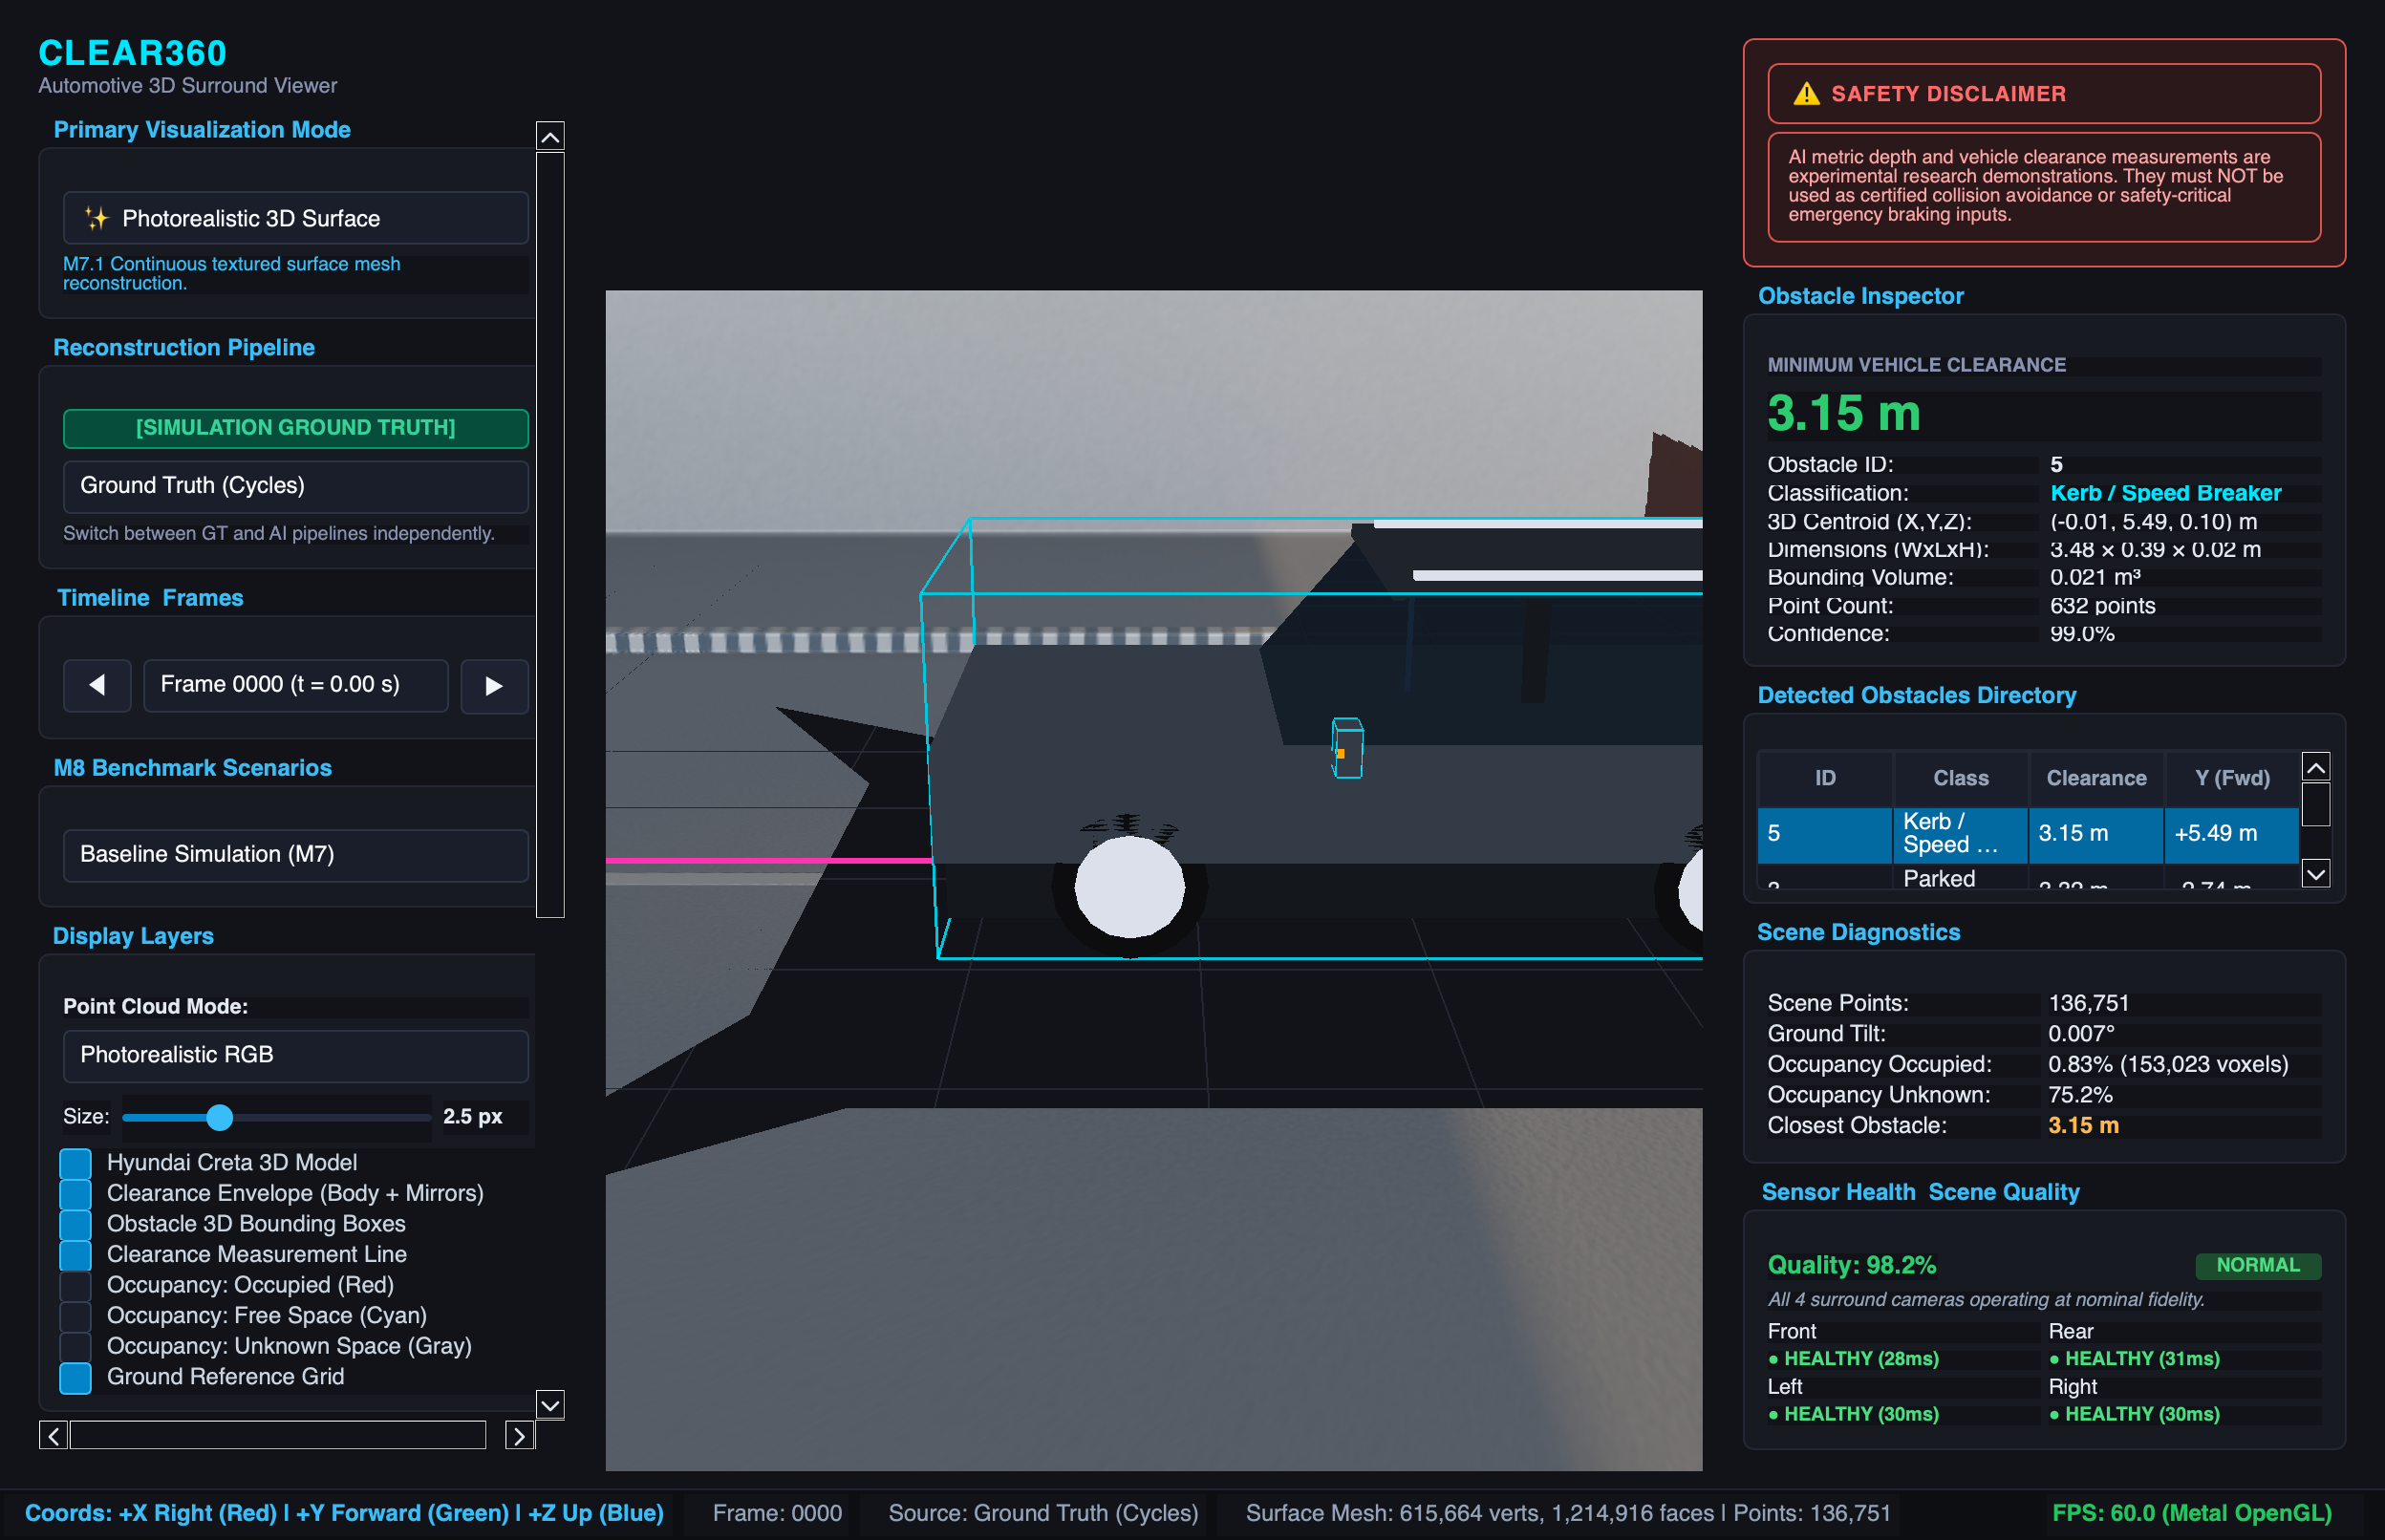 CLEAR360
Automotive 3D Surround Viewer
Primary Visualization Mode
✨ Photorealistic 3D Surface
M7.1 Continuous textured surface mesh
reconstruction.
Reconstruction Pipeline
[SIMULATION GROUND TRUTH]
Ground Truth (Cycles)
Switch between GT and AI pipelines independently.
Timeline  Frames
Frame 0000 (t = 0.00 s)
M8 Benchmark Scenarios
Baseline Simulation (M7)
Display Layers
Point Cloud Mode:
Photorealistic RGB
Size: 2.5 px
Hyundai Creta 3D Model
Clearance Envelope (Body + Mirrors)
Obstacle 3D Bounding Boxes
Clearance Measurement Line
Occupancy: Occupied (Red)
Occupancy: Free Space (Cyan)
Occupancy: Unknown Space (Gray)
Ground Reference Grid
⚠️ SAFETY DISCLAIMER
AI metric depth and vehicle clearance measurements are
experimental research demonstrations. They must NOT be
used as certified collision avoidance or safety-critical
emergency braking inputs.
Obstacle Inspector
MINIMUM VEHICLE CLEARANCE
3.15 m
Obstacle ID: 5
Classification: Kerb / Speed Breaker
3D Centroid (X,Y,Z): (-0.01, 5.49, 0.10) m
Dimensions (WxLxH): 3.48 × 0.39 × 0.02 m
Bounding Volume: 0.021 m³
Point Count: 632 points
Confidence: 99.0%
Detected Obstacles Directory
ID Class Clearance Y (Fwd)
5 Kerb / Speed … 3.15 m +5.49 m
Parked
Scene Diagnostics
Scene Points: 136,751
Ground Tilt: 0.007°
Occupancy Occupied: 0.83% (153,023 voxels)
Occupancy Unknown: 75.2%
Closest Obstacle: 3.15 m
Sensor Health  Scene Quality
Quality: 98.2% NORMAL
All 4 surround cameras operating at nominal fidelity.
Front Rear
● HEALTHY (28ms) ● HEALTHY (31ms)
Left Right
● HEALTHY (30ms) ● HEALTHY (30ms)
Coords: +X Right (Red) | +Y Forward (Green) | +Z Up (Blue) Frame: 0000 Source: Ground Truth (Cycles) Surface Mesh: 615,664 verts, 1,214,916 faces | Points: 136,751 FPS: 60.0 (Metal OpenGL)